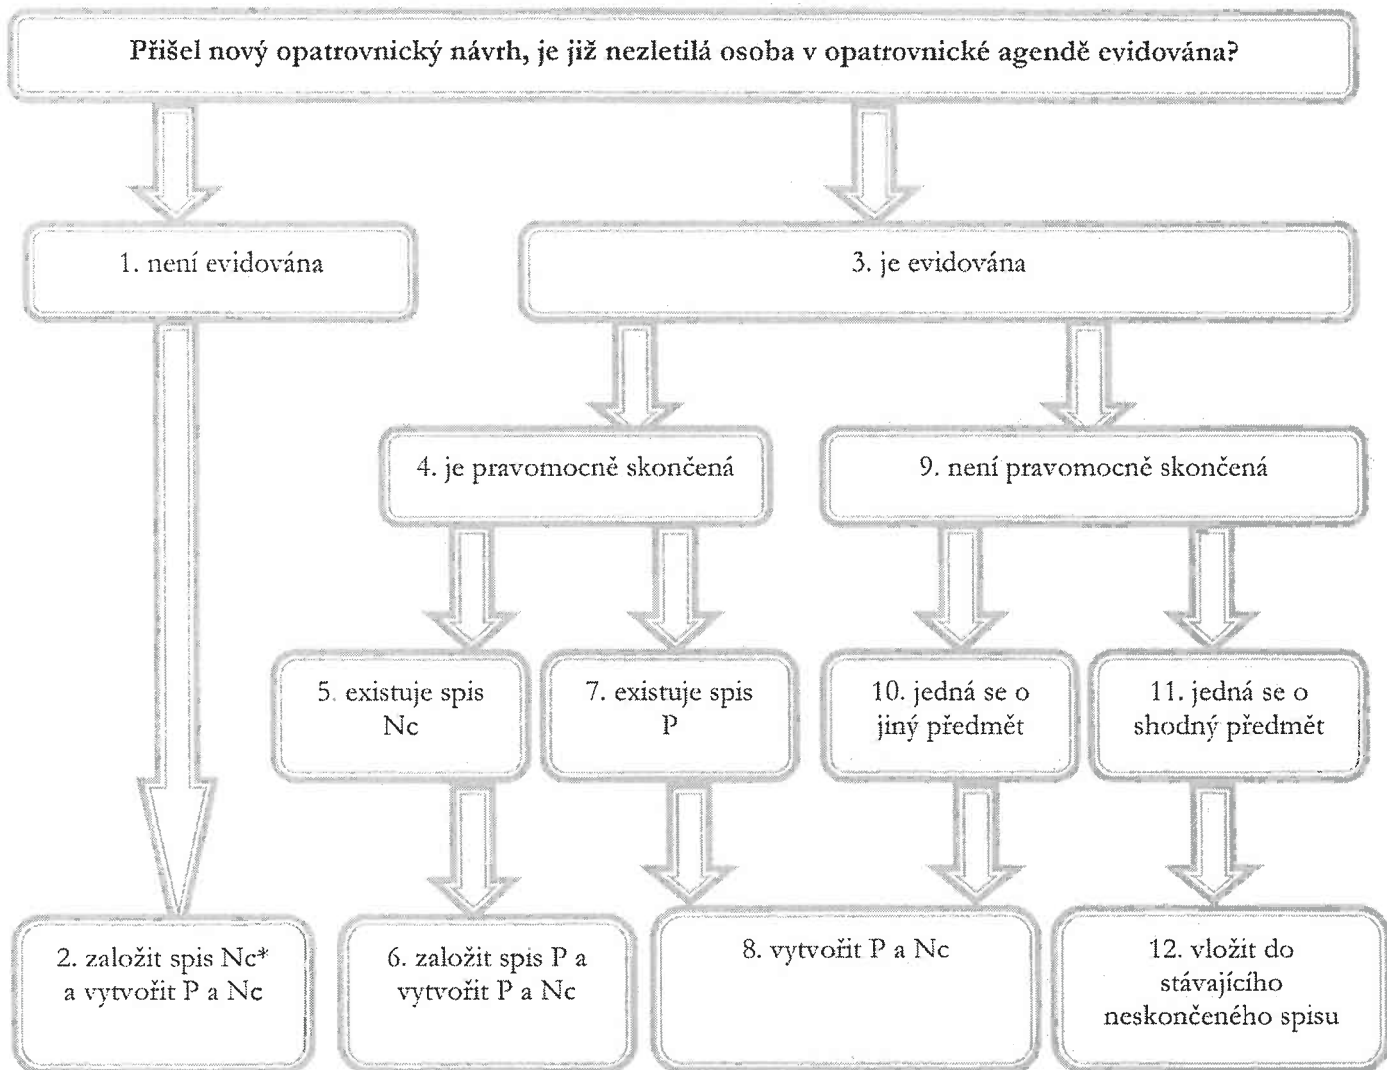 Přišel nový opatrovnický návrh, je již nezletilá osoba v opatrovnické agendě evidována?
1. není evidována
3. je evidována
4. je pravomocně skončená
9. není pravomocně skončená
5. existuje spis
Nc
7. existuje spis
P
10. jedná se o
jiný předmět
11. jedná se o
shodný předmět
2. založit spis Nc*
a vytvořit P a Nc
6. založit spis P a
vytvořit P a Nc
8. vytvořit P a Nc
12. vložit do
stávajícího
neskončeného spisu